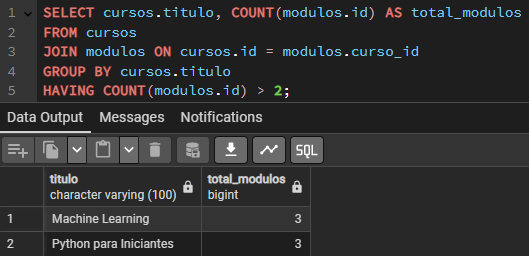 1 SELECT cursos.titulo, COUNT(modulos.id) AS total_modulos
2 FROM cursos
3 JOIN modulos ON cursos.id = modulos.curso_id
4 GROUP BY cursos.titulo
5 HAVING COUNT(modulos.id) > 2;
Data Output Messages Notifications
SQL
titulo total_modulos
character varying (100) bigint
1 Machine Learning 3
2 Python para Iniciantes 3